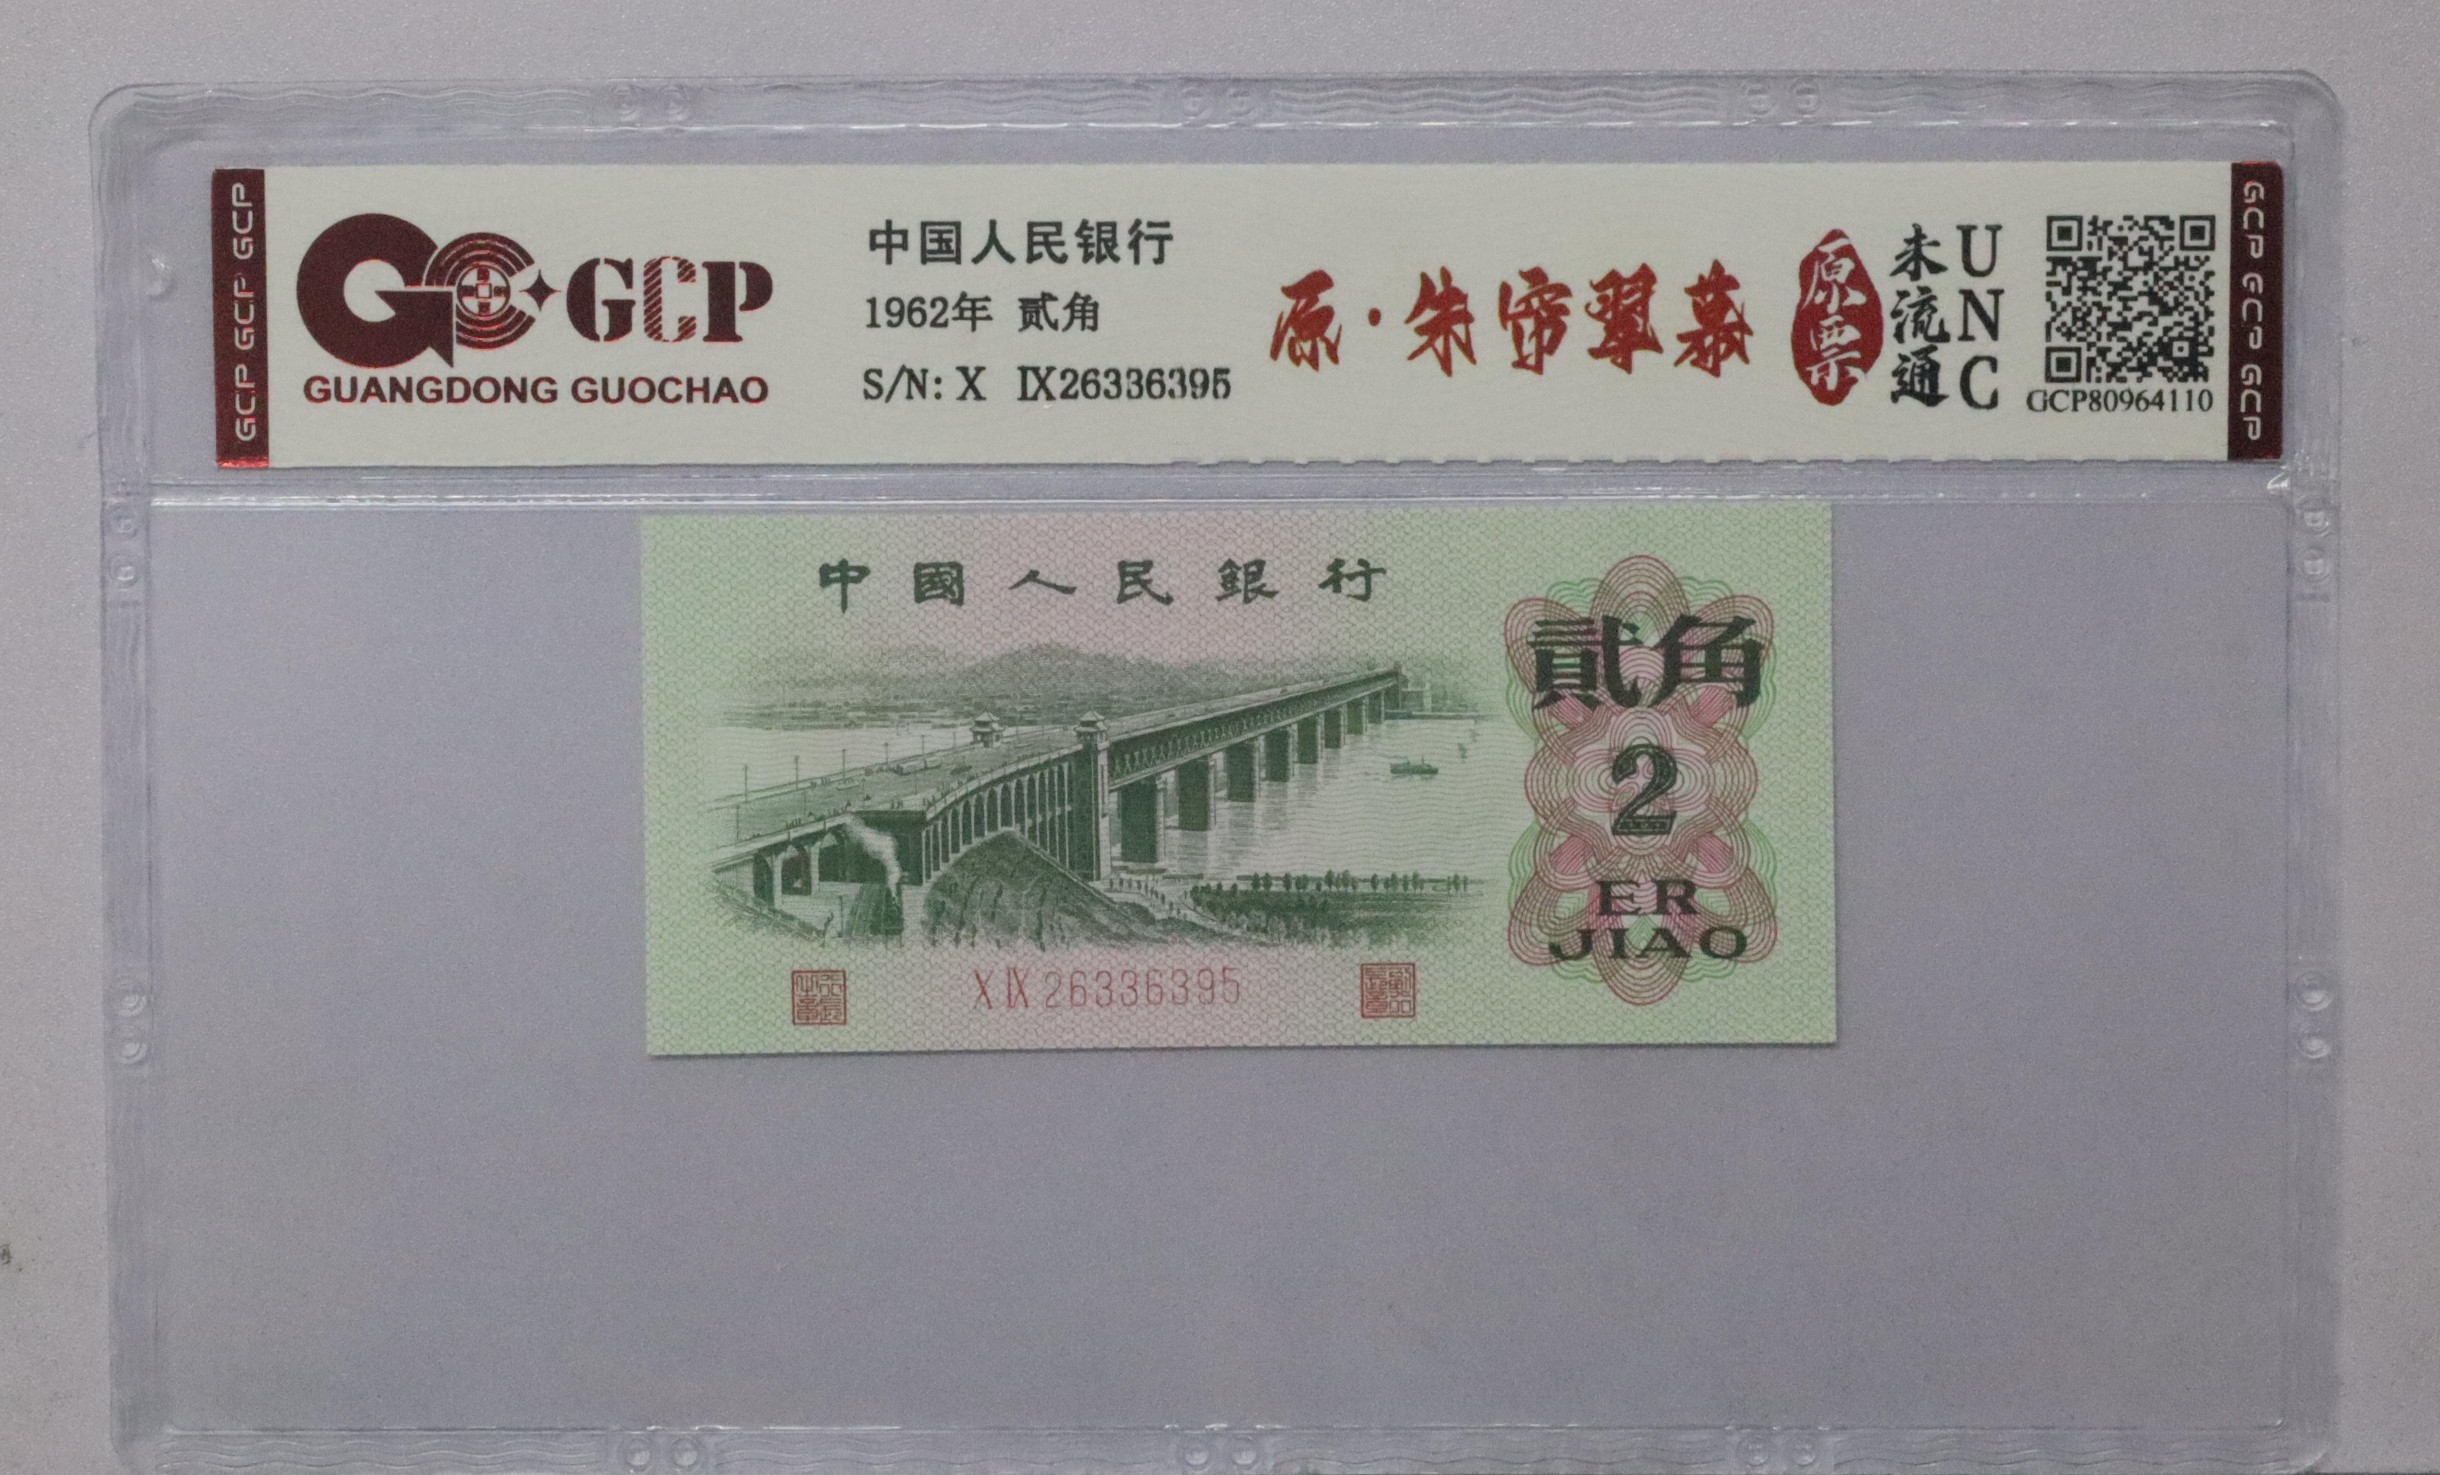 GCP GCP GCP
GCP
GUANGDONG GUOCHAO
中国人民银行
1962年 贰角
S/N: X IX26336395
原·朱帘翠幕
原票
未流通
UNC
GCP80964110
GCP GCP GCP
中國人民銀行
貳角
2
ER
JIAO
X IX 26336395